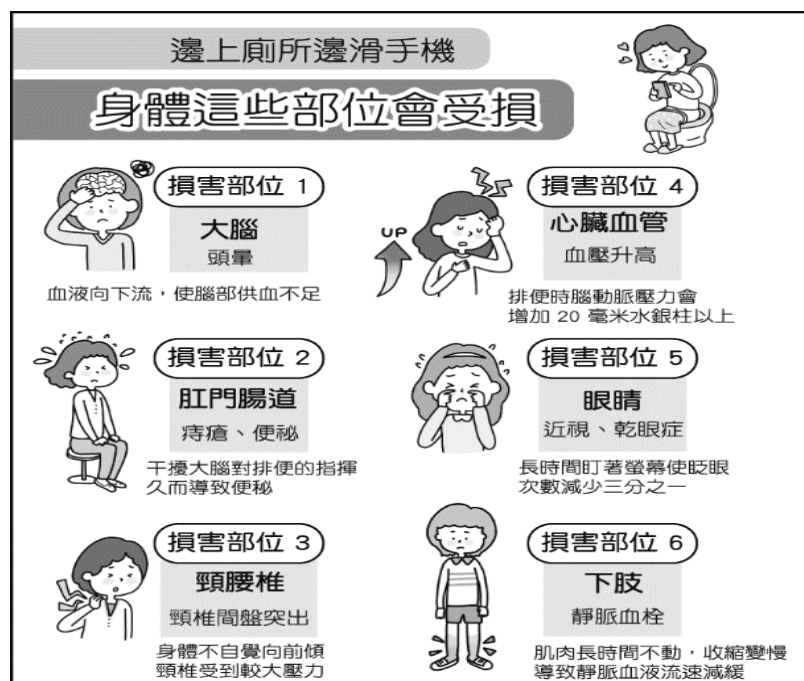 邊上廁所邊滑手機
身體這些部位會受損
損害部位 1
大腦
頭暈
血液向下流，使腦部供血不足
損害部位 2
肛門腸道
痔瘡、便祕
干擾大腦對排便的指揮
久而導致便秘
損害部位 3
頸腰椎
頸椎間盤突出
身體不自覺向前傾
頸椎受到較大壓力
損害部位 4
UP
心臟血管
血壓升高
排便時腦動脈壓力會
增加 20 毫米水銀柱以上
損害部位 5
眼睛
近視、乾眼症
長時間盯著螢幕使眨眼
次數減少三分之一
損害部位 6
下肢
靜脈血栓
肌肉長時間不動，收縮變慢
導致靜脈血液流速減緩